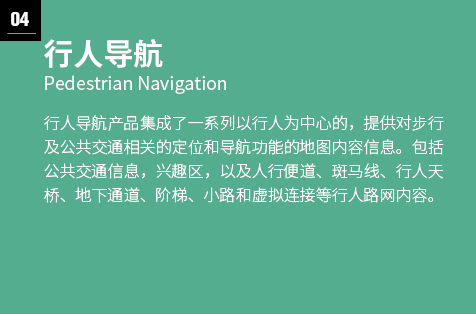 04
行人导航
Pedestrian Navigation
行人导航产品集成了一系列以行人为中心的，提供对步行
及公共交通相关的定位和导航功能的地图内容信息。包括
公共交通信息，兴趣区，以及人行便道、斑马线、行人天
桥、地下通道、阶梯、小路和虚拟连接等行人路网内容。